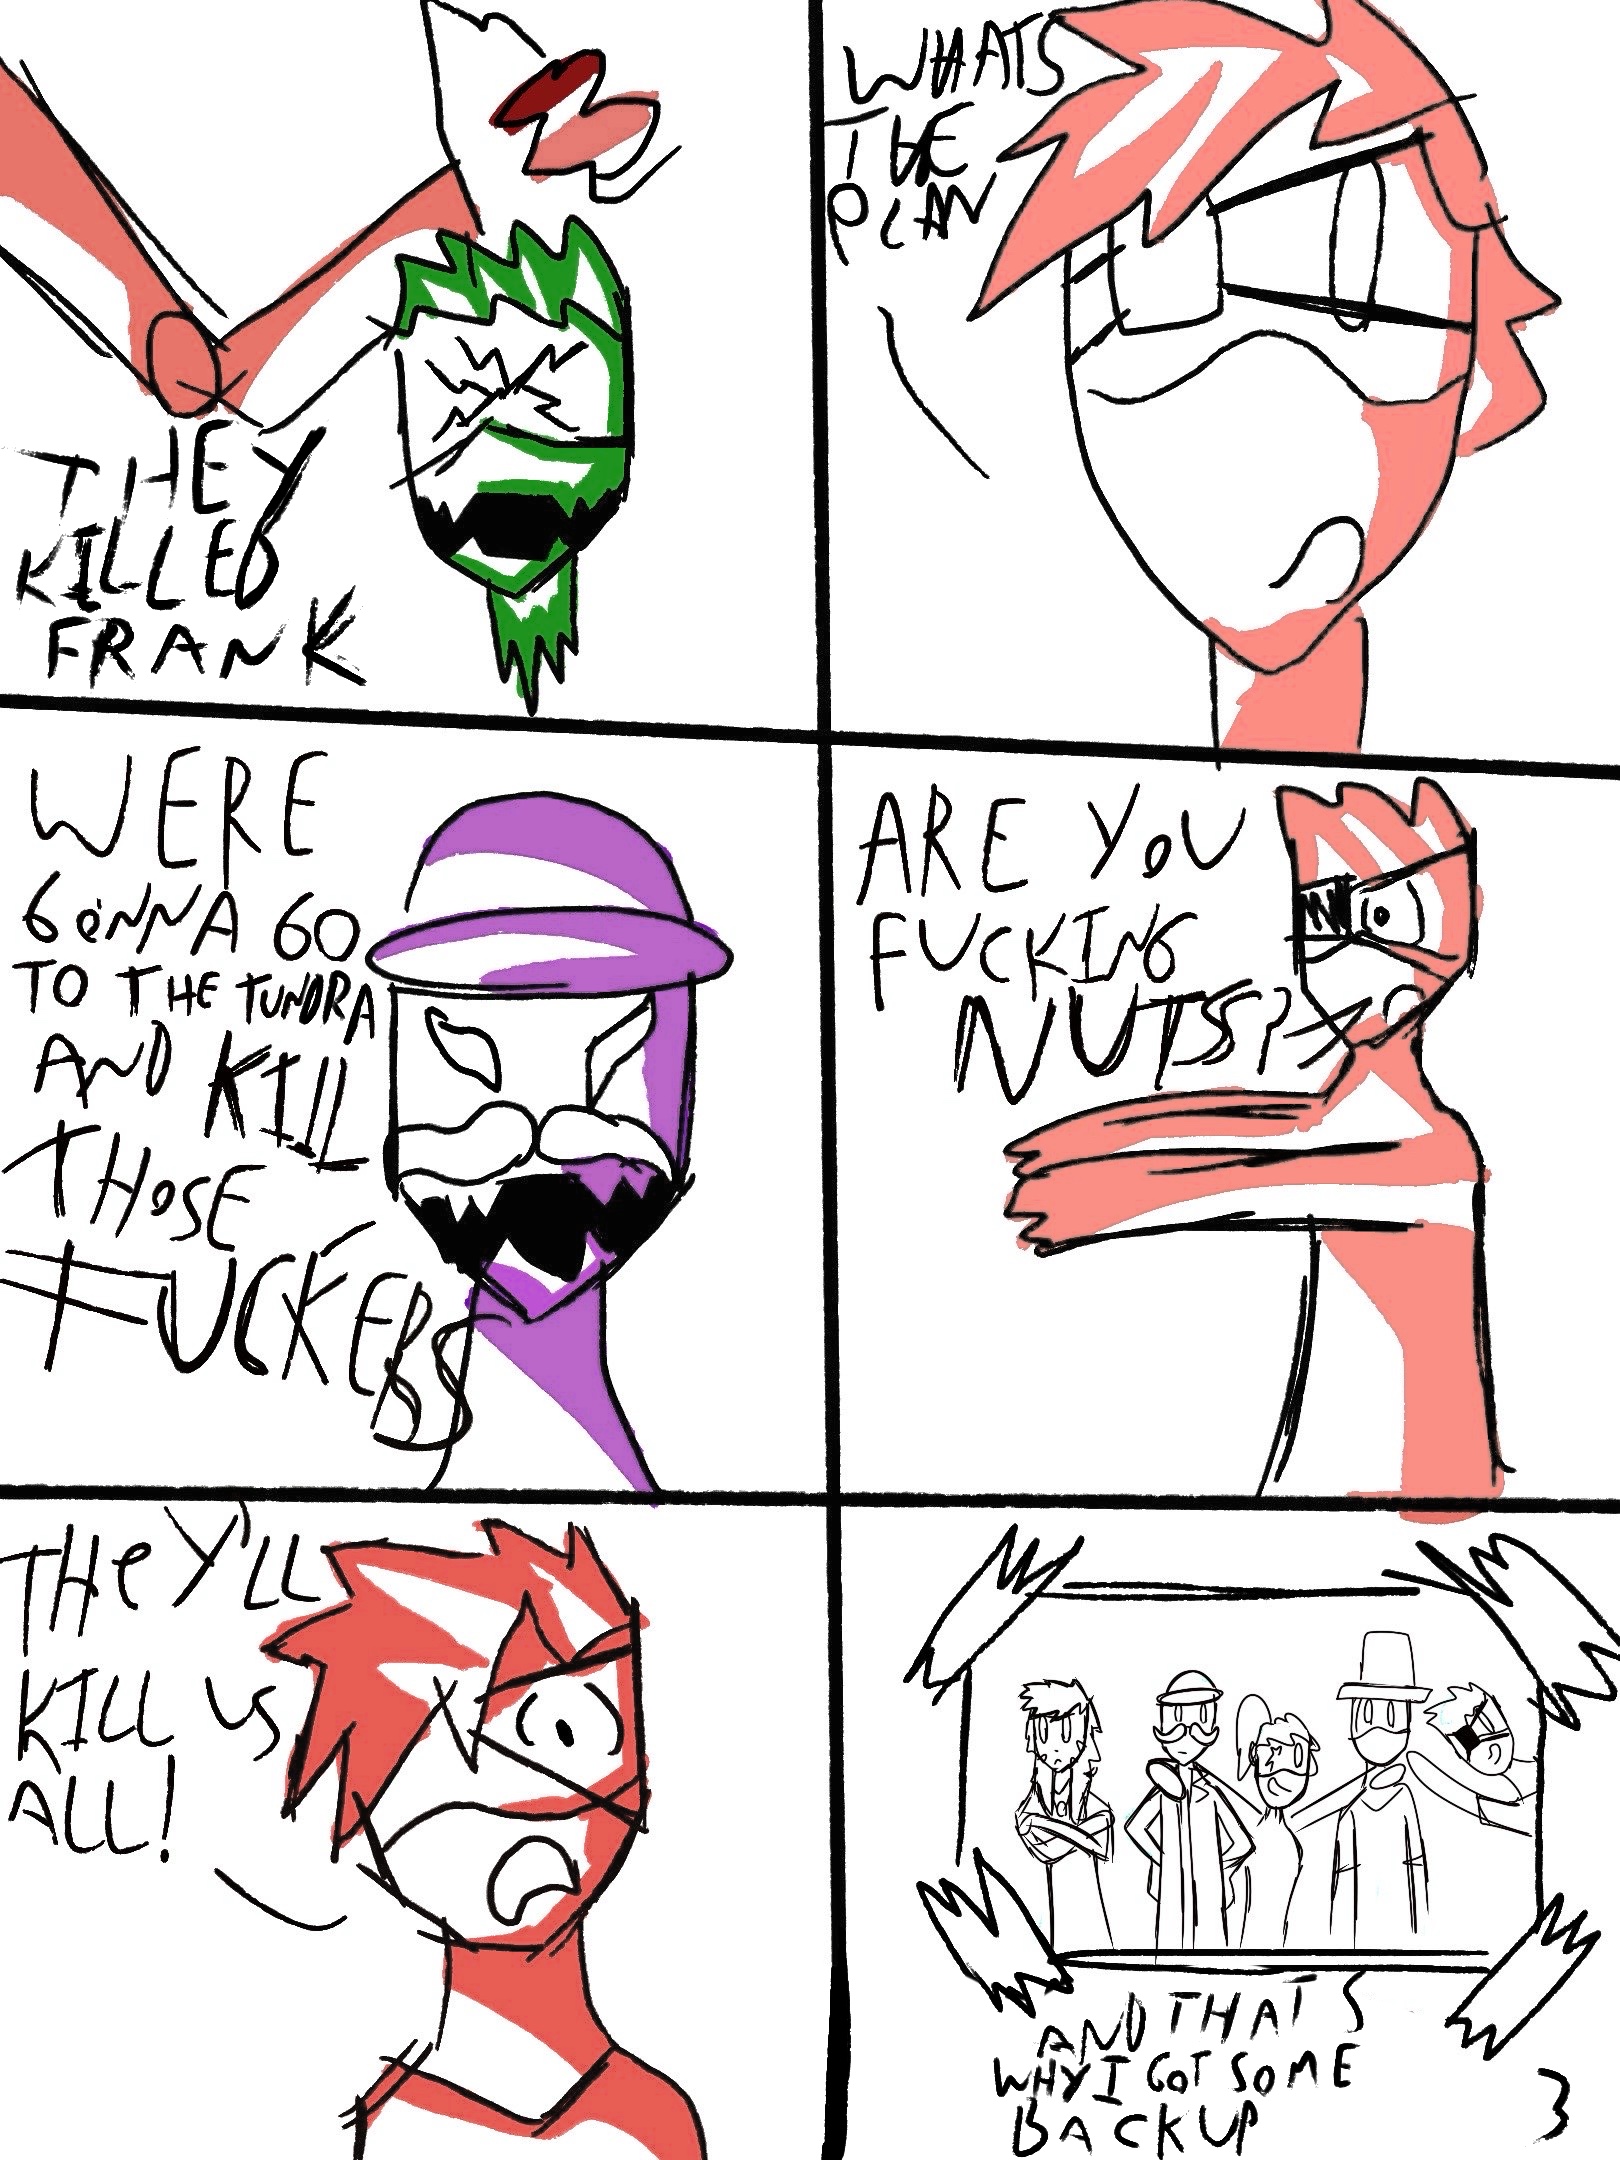 THEY
KILLED
FRANK
WHATS
THE
PLAN
WERE
GONNA GO
TO THE TUNDRA
AND KILL
THOSE
FUCKERS
ARE YOU
FUCKING
NUTS?
THEY'LL
KILL US
ALL!
AND THATS
WHY I GOT SOME
BACKUP
3